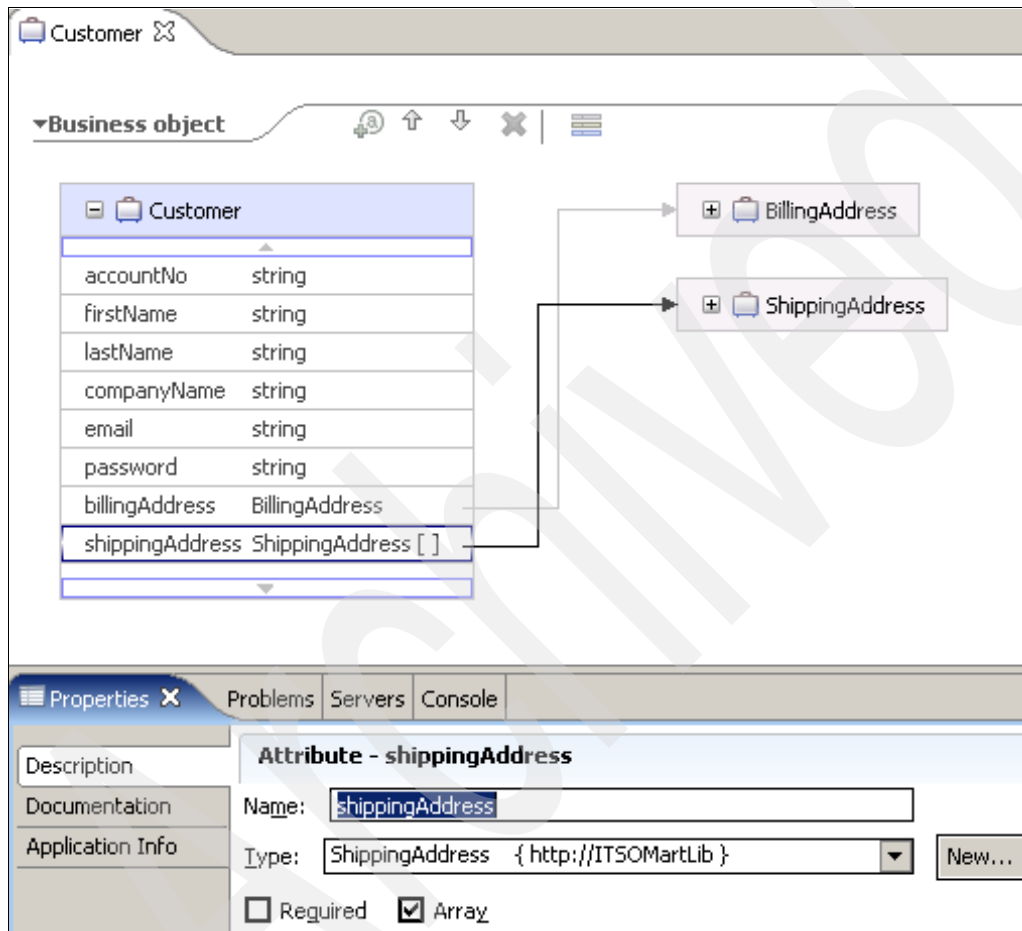 Customer
Business object
Customer
BillingAddress
accountNo string
firstName string
ShippingAddress
lastName string
companyName string
email string
password string
billingAddress BillingAddress
shippingAddress ShippingAddress [ ]
Properties Problems Servers Console
Description
Attribute - shippingAddress
Documentation
Name: shippingAddress
Application Info
Type: ShippingAddress { http://ITSOMartLib } New...
Required Array
Archived